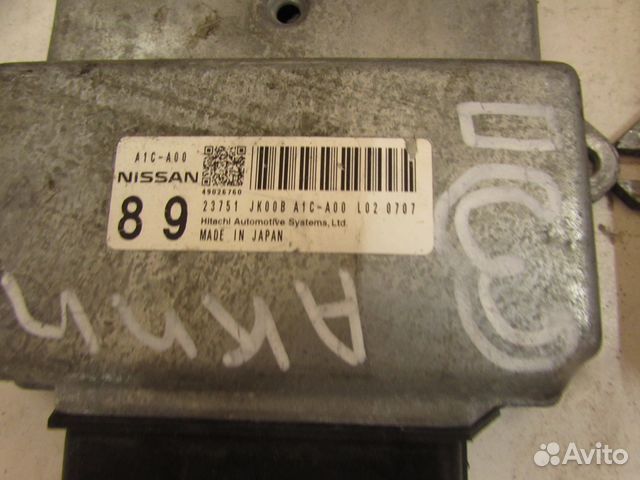 A1C-A00
NISSAN
49026760
89
23751 JK00B A1C-A00 L02 0707
Hitachi Automotive Systems, Ltd.
MADE IN JAPAN
АКПП
Avito